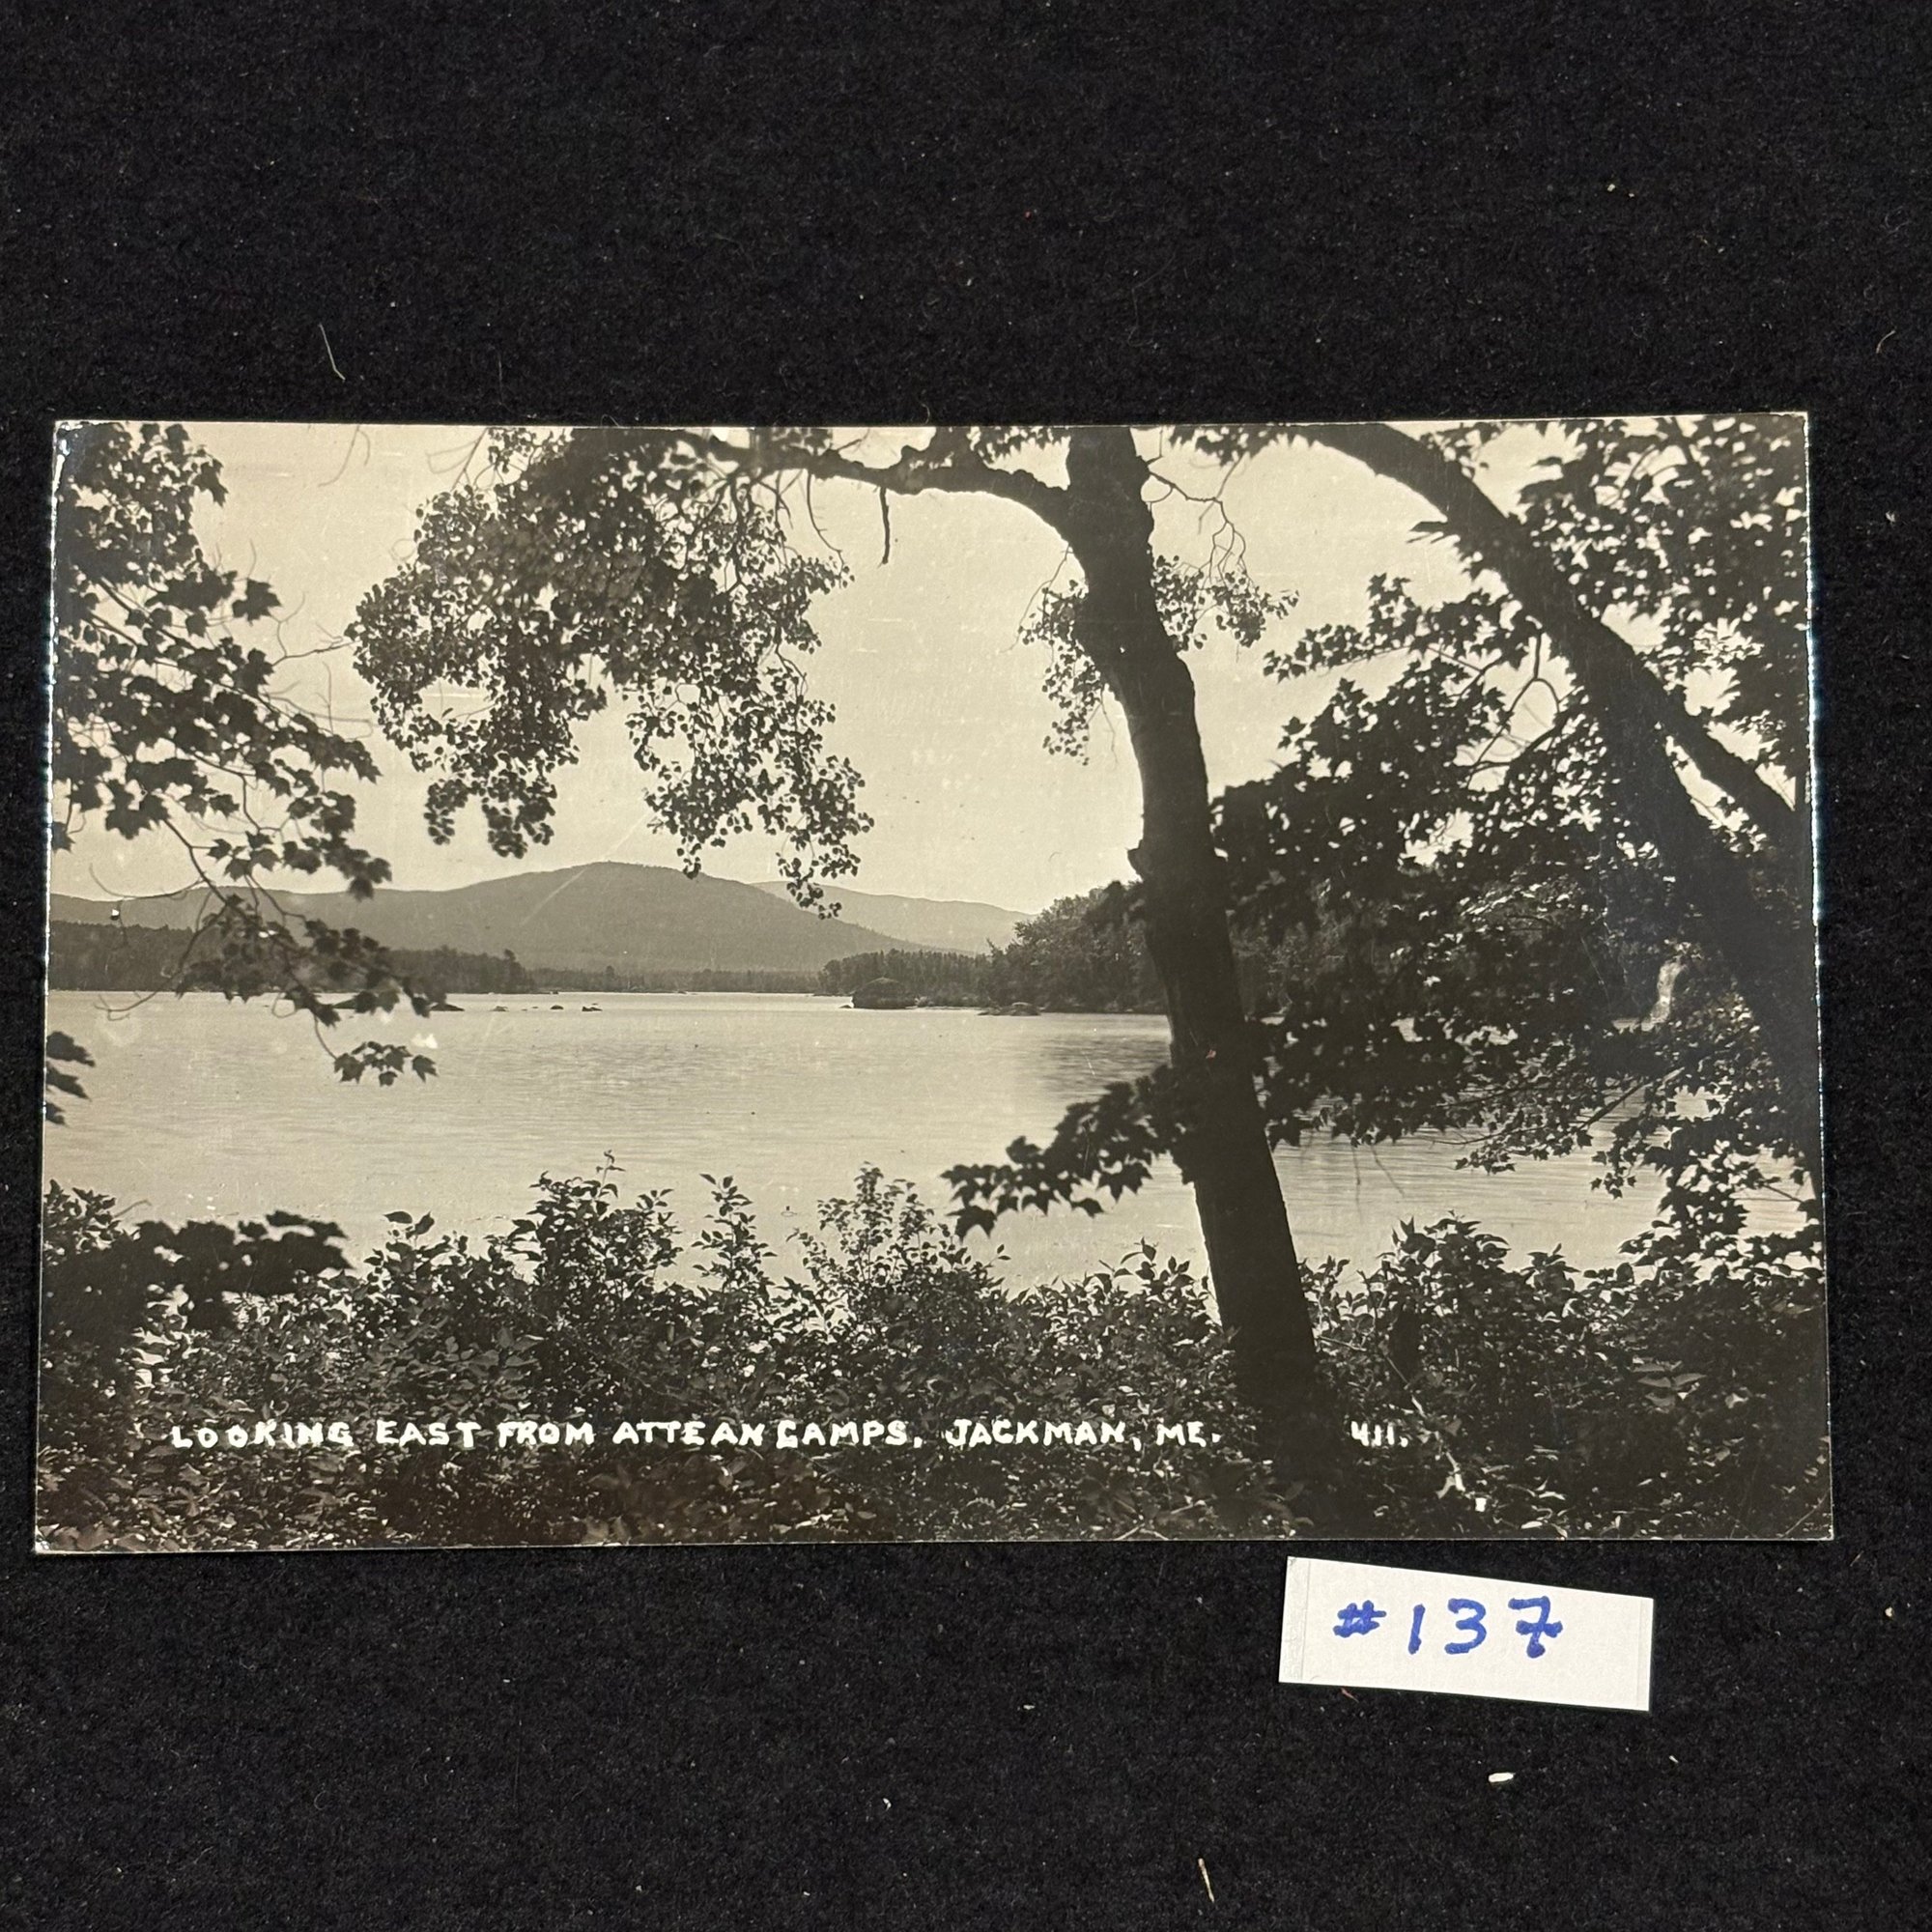 LOOKING EAST FROM ATTEAN CAMPS, JACKMAN, ME. 411.
#137